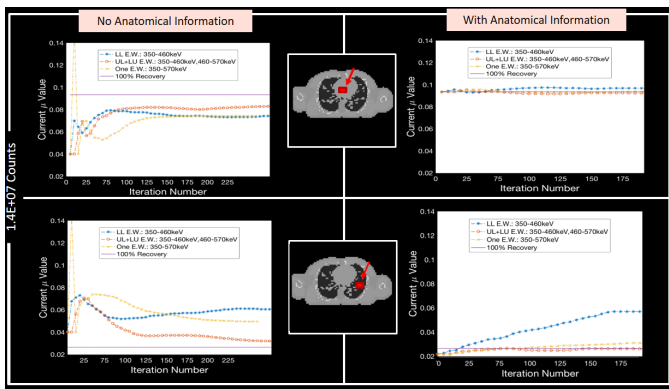 No Anatomical Information
With Anatomical Information
1.4E+07 Counts
0.14
0.12
0.1
0.08
0.06
0.04
0.02
Current μ Value
LL E.W.: 350-460keV
UL+LU E.W.: 350-460keV,460-570keV
One E.W.: 350-570keV
100% Recovery
0 25 50 75 100 125 150 175 200 225
Iteration Number
0.14
0.12
0.1
0.08
0.06
0.04
0.02
Current μ Value
LL E.W.: 350-460keV
UL+LU E.W.: 350-460keV,460-570keV
One E.W.: 350-570keV
100% Recovery
0 25 50 75 100 125 150 175
Iteration Number
0.14
0.12
0.1
0.08
0.06
0.04
0.02
Current μ Value
LL E.W.: 350-460keV
UL+LU E.W.: 350-460keV,460-570keV
One E.W.: 350-570keV
100% Recovery
25 50 75 100 125 150 175 200 225
Iteration Number
0.14
0.12
0.1
0.08
0.06
0.04
0.02
Current μ Value
LL E.W.: 350-460keV
UL+LU E.W.: 350-460keV,460-570keV
One E.W.: 350-570keV
100% Recovery
0 25 50 75 100 125 150 175
Iteration Number